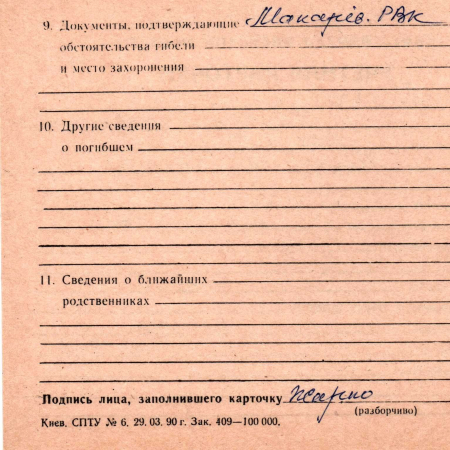 9. Документы, подтверждающие Макарів. РВК
обстоятельства гибели
и место захоронения
10. Другие сведения
о погибшем
11. Сведения о ближайших
родственниках
Подпись лица, заполнившего карточку
(разборчиво)
Киев. СПТУ № 6. 29. 03. 90 г. Зак. 409—100 000.